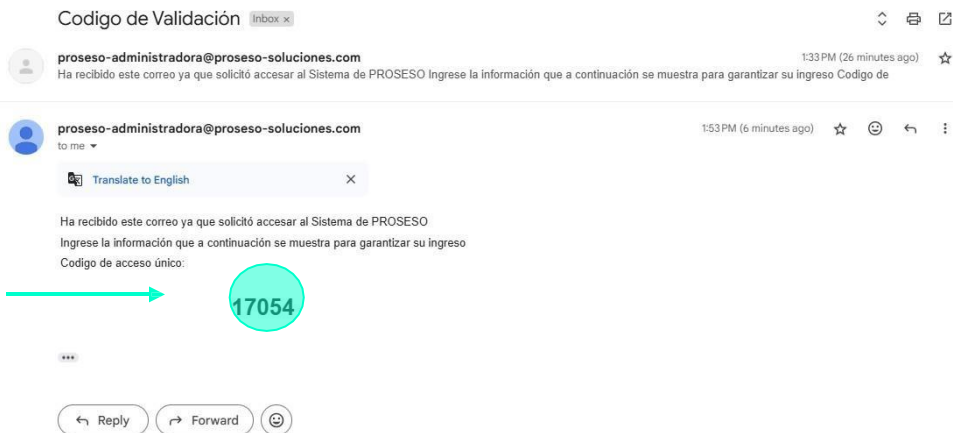 Codigo de Validación Inbox ×
proseso-administradora@proseso-soluciones.com 1:33 PM (26 minutes ago)
Ha recibido este correo ya que solicitó accesar al Sistema de PROSESO Ingrese la información que a continuación se muestra para garantizar su ingreso Codigo de
proseso-administradora@proseso-soluciones.com 1:53 PM (6 minutes ago)
to me
Translate to English
Ha recibido este correo ya que solicitó accesar al Sistema de PROSESO
Ingrese la información que a continuación se muestra para garantizar su ingreso
Codigo de acceso único:
17054
Reply Forward